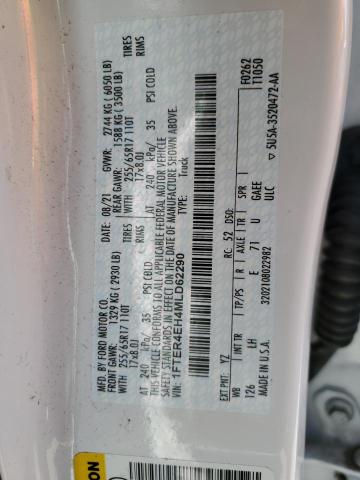 MFD. BY FORD MOTOR CO.
DATE: 08/21 GVWR: 2744 KG ( 6050 LB)
FRONT GAWR: 1329 KG ( 2930 LB) REAR GAWR: 1588 KG ( 3500 LB)
WITH 255/65R17 110T WITH 255/65R17 110T TIRES
17x8.0J 17x8.0J RIMS
AT 240 kPa/ 35 PSI COLD AT 240 kPa/ 35 PSI COLD
THIS VEHICLE CONFORMS TO ALL APPLICABLE FEDERAL MOTOR VEHICLE
SAFETY STANDARDS IN EFFECT ON THE DATE OF MANUFACTURE SHOWN ABOVE.
VIN: 1FTER4EH4MLD62290
TYPE: Truck
F0262
T1050
EXT PNT: YZ RC: 52 DSO:
WB INT TR TP/PS R AXLE TR SPR
126 LH E 71 U GAEE
MADE IN U.S.A. 320210B022982 ULC
5U5A-3520472-AA
ON